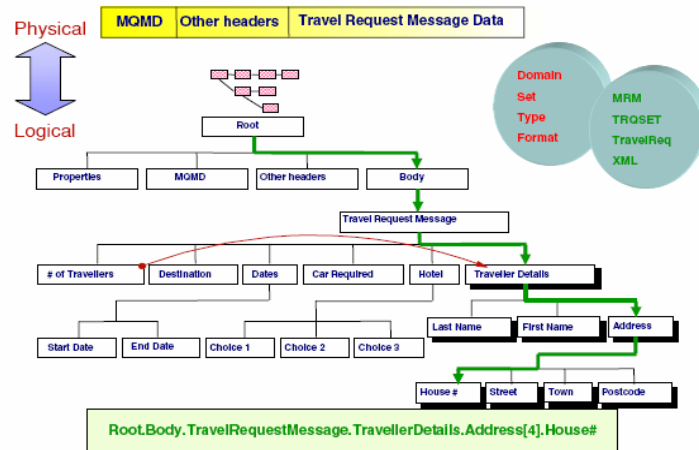 Physical
MQMD Other headers Travel Request Message Data
Logical
Domain
Set
Type
Format
MRM
TRQSET
TravelReq
XML
Root
Properties MQMD Other headers Body
Travel Request Message
# of Travellers Destination Dates Car Required Hotel Traveller Details
Last Name First Name Address
Start Date End Date Choice 1 Choice 2 Choice 3
House # Street Town Postcode
Root.Body.TravelRequestMessage.TravellerDetails.Address[4].House#